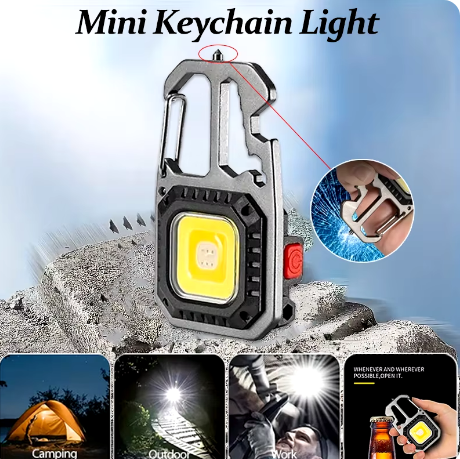 Mini Keychain Light
WHENEVER AND WHEREVER
POSSIBLE,OPEN IT.
Camping
Outdoor
Work